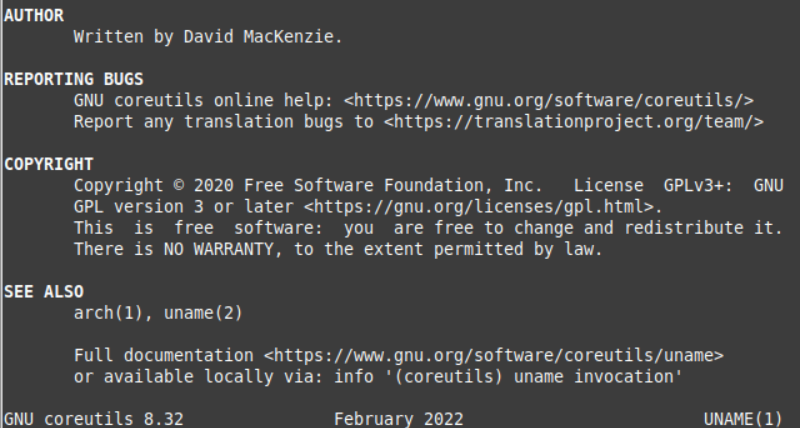 AUTHOR
Written by David MacKenzie.
REPORTING BUGS
GNU coreutils online help: <https://www.gnu.org/software/coreutils/>
Report any translation bugs to <https://translationproject.org/team/>
COPYRIGHT
Copyright © 2020 Free Software Foundation, Inc. License GPLv3+: GNU
GPL version 3 or later <https://gnu.org/licenses/gpl.html>.
This is free software: you are free to change and redistribute it.
There is NO WARRANTY, to the extent permitted by law.
SEE ALSO
arch(1), uname(2)
Full documentation <https://www.gnu.org/software/coreutils/uname>
or available locally via: info '(coreutils) uname invocation'
GNU coreutils 8.32 February 2022 UNAME(1)